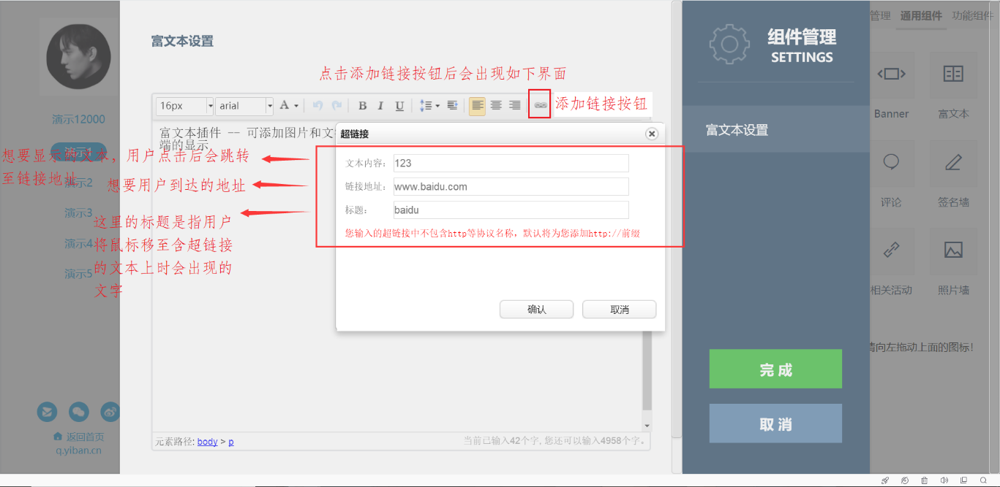 富文本设置
点击添加链接按钮后会出现如下界面
16px
arial
A
B I U
添加链接按钮
富文本插件 -- 可添加图片和文
端的显示
超链接
文本内容：
123
链接地址：
www.baidu.com
标题：
baidu
您输入的超链接中不包含http等协议名称，默认将为您添加http://前缀
确认
取消
元素路径: body > p
当前已输入42个字, 您还可以输入4958个字。
演示12000
演示1
演示2
演示3
演示4
演示5
想要显示的文本，用户点击后会跳转
至链接地址
想要用户到达的地址
这里的标题是指用户
将鼠标移至含超链接
的文本上时会出现的
文字
返回首页
q.yiban.cn
组件管理
SETTINGS
富文本设置
完成
取消
管理
通用组件
功能组件
Banner
富文本
评论
签名墙
相关活动
照片墙
请向左拖动上面的图标！